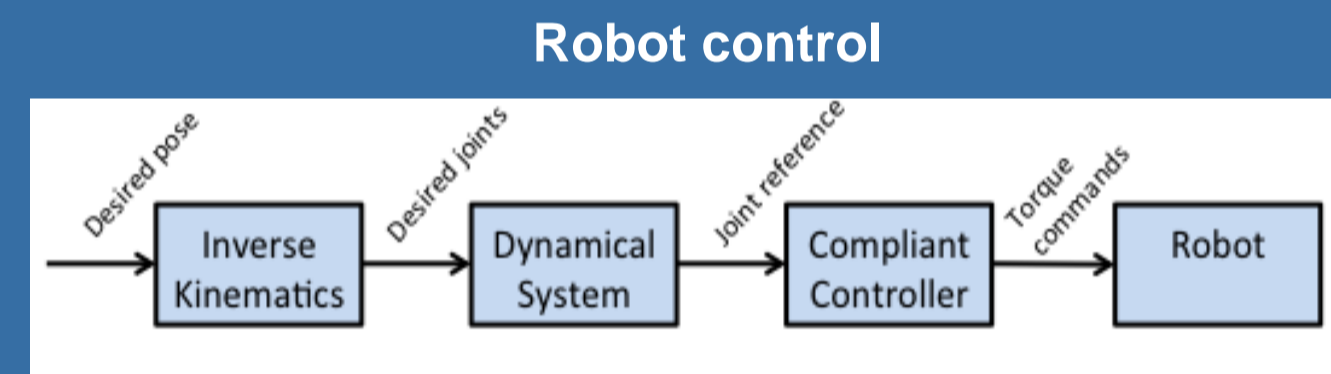 Robot control
Desired pose
Desired joints
Joint reference
Torque
commands
Inverse
Kinematics
Dynamical
System
Compliant
Controller
Robot